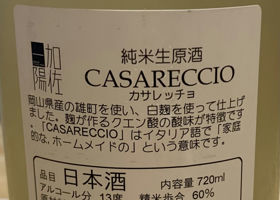 加佐
一陽
純米生原酒
CASARECCIO
カサレッチョ
岡山県産の雄町を使い、白麹を使って仕上げ
ました。麹が作るクエン酸の酸味が特徴です
。「CASARECCIO」はイタリア語で「家庭
的な、ホームメイドの」という意味です。
品目 日本酒 内容量 720ml
アルコール分 13度 精米歩合 60%